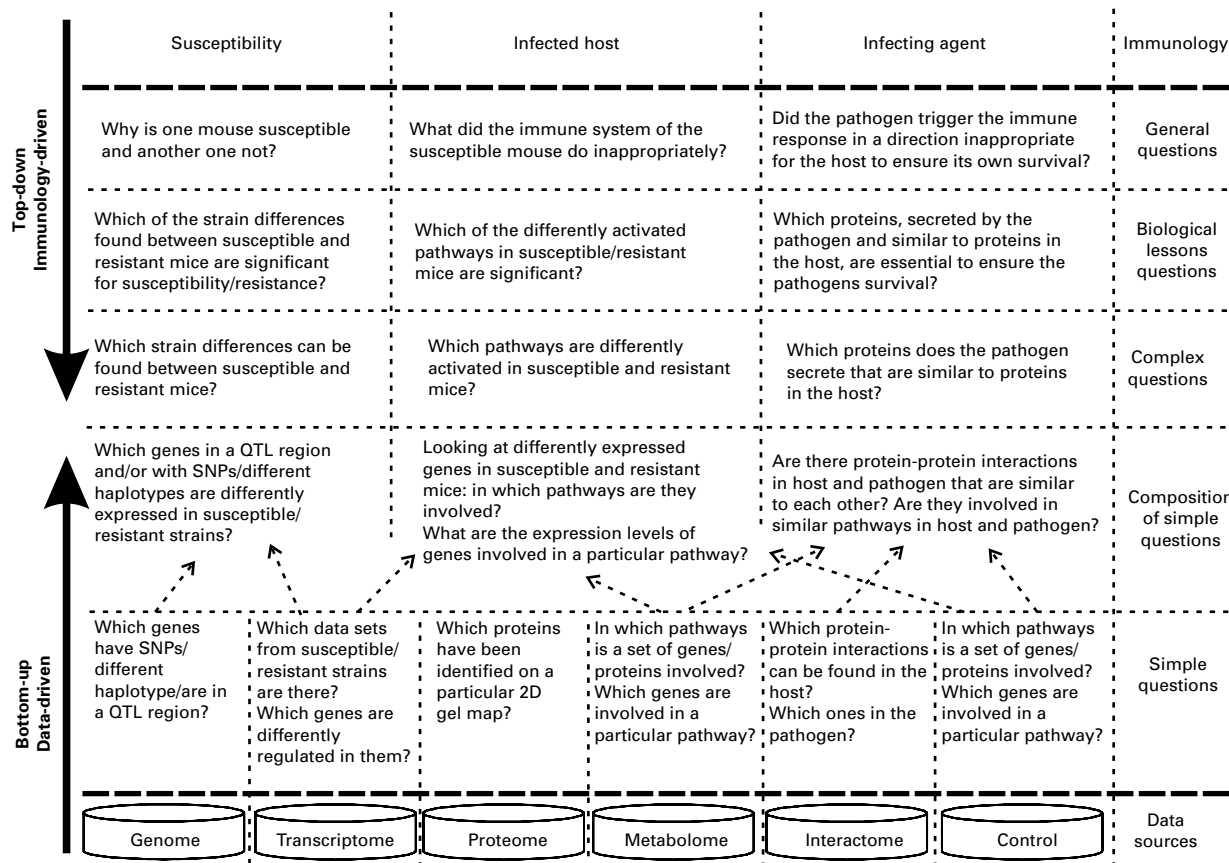 Susceptibility
Infected host
Infecting agent
Immunology
Top-down
Immunology-driven
Why is one mouse susceptible
and another one not?
What did the immune system of the
susceptible mouse do inappropriately?
Did the pathogen trigger the immune
response in a direction inappropriate
for the host to ensure its own survival?
General
questions
Which of the strain differences
found between susceptible and
resistant mice are significant
for susceptibility/resistance?
Which of the differently activated
pathways in susceptible/resistant
mice are significant?
Which proteins, secreted by the
pathogen and similar to proteins in
the host, are essential to ensure the
pathogens survival?
Biological
lessons
questions
Which strain differences can be
found between susceptible and
resistant mice?
Which pathways are differently
activated in susceptible and resistant
mice?
Which proteins does the pathogen
secrete that are similar to proteins
in the host?
Complex
questions
Bottom-up
Data-driven
Which genes in a QTL region
and/or with SNPs/different
haplotypes are differently
expressed in susceptible/
resistant strains?
Looking at differently expressed
genes in susceptible and resistant
mice: in which pathways are they
involved?
What are the expression levels of
genes involved in a particular pathway?
Are there protein-protein interactions
in host and pathogen that are similar
to each other? Are they involved in
similar pathways in host and pathogen?
Composition
of simple
questions
Which genes
have SNPs/
different
haplotype/are in
a QTL region?
Which data sets
from susceptible/
resistant strains
are there?
Which genes are
differently
regulated in them?
Which proteins
have been
identified on a
particular 2D
gel map?
In which pathways
is a set of genes/
proteins involved?
Which genes are
involved in a
particular pathway?
Which protein-
protein interactions
can be found in the
host?
Which ones in the
pathogen?
In which pathways
is a set of genes/
proteins involved?
Which genes are
involved in a
particular pathway?
Simple
questions
Genome
Transcriptome
Proteome
Metabolome
Interactome
Control
Data
sources